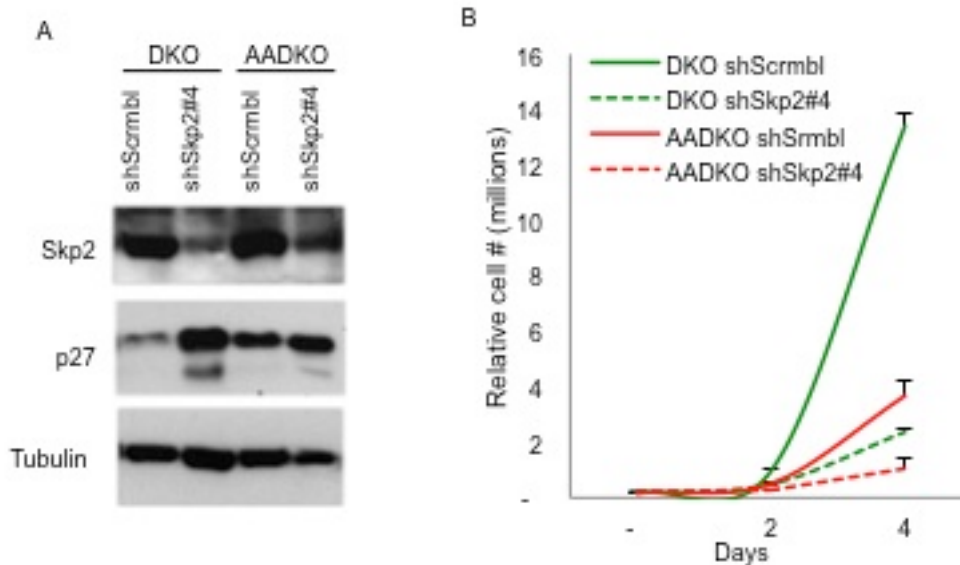 A
DKO AADKO
shScrmbl shSkp2#4 shScrmbl shSkp2#4
Skp2
p27
Tubulin
B
Relative cell # (millions)
16
14
12
10
8
6
4
2
-
DKO shScrmbl
DKO shSkp2#4
AADKO shSrmbl
AADKO shSkp2#4
- 2 4
Days